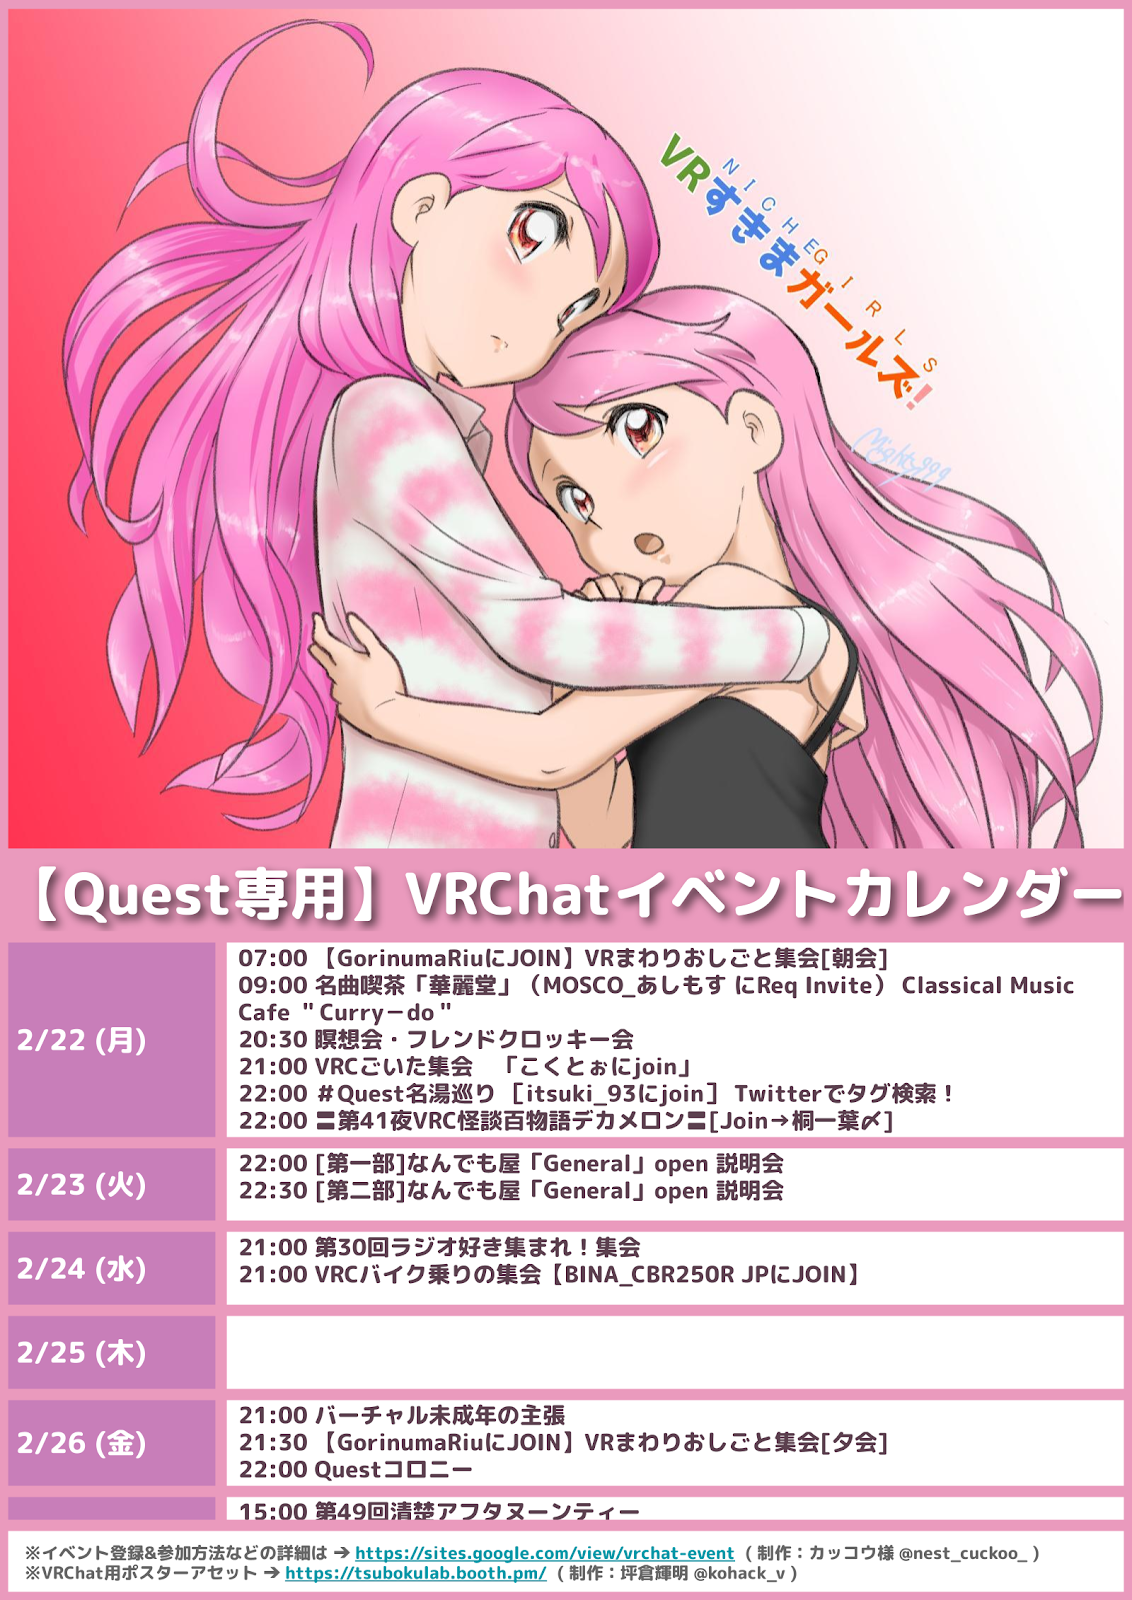 VRすきまガールズ!
NICHEGIRLS
Mighty999
【Quest専用】VRChatイベントカレンダー
2/22 (月)
07:00 【GorinumaRiuにJOIN】VRまわりおしごと集会[朝会]
09:00 名曲喫茶「華麗堂」（MOSCO_あしもす にReq Invite） Classical Music
Cafe ＂Curry－do＂
20:30 瞑想会・フレンドクロッキー会
21:00 VRCごいた集会　「こくとぉにjoin」
22:00 ＃Quest名湯巡り［itsuki_93にjoin］ Twitterでタグ検索！
22:00 〓第41夜VRC怪談百物語デカメロン〓[Join→桐一葉〆]
2/23 (火)
22:00 [第一部]なんでも屋「General」open 説明会
22:30 [第二部]なんでも屋「General」open 説明会
2/24 (水)
21:00 第30回ラジオ好き集まれ！集会
21:00 VRCバイク乗りの集会【BINA_CBR250R JPにJOIN】
2/25 (木)
2/26 (金)
21:00 バーチャル未成年の主張
21:30 【GorinumaRiuにJOIN】VRまわりおしごと集会[夕会]
22:00 Questコロニー
15:00 第49回清楚アフタヌーンティー
※イベント登録&参加方法などの詳細は ➔ https://sites.google.com/view/vrchat-event （制作：カッコウ様 @nest_cuckoo_ ）
※VRChat用ポスターアセット ➔ https://tsubokulab.booth.pm/ （制作：坪倉輝明 @kohack_v ）